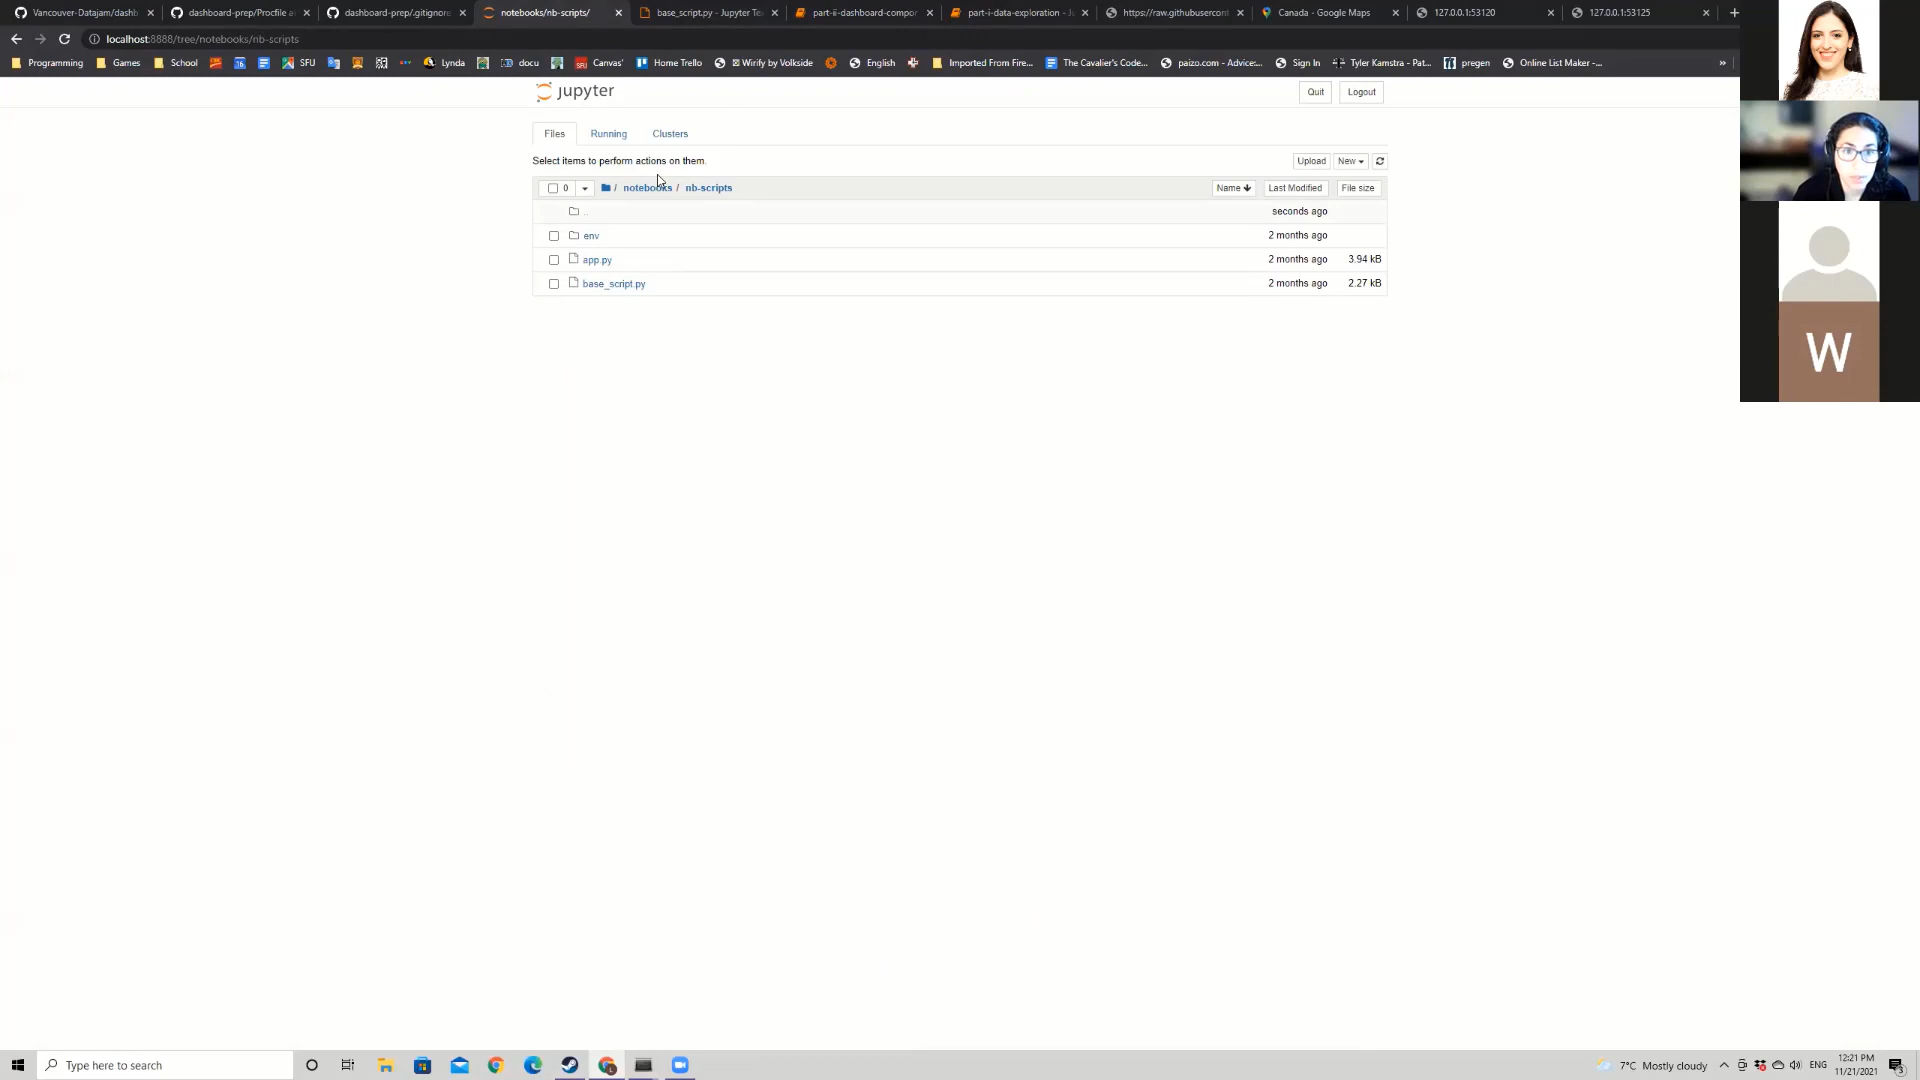 Vancouver-Datajam/dashb
dashboard-prep/Procfile a
dashboard-prep/.gitignore
notebooks/nb-scripts/
base_script.py - Jupyter Te
part-ii-dashboard-compor
part-i-data-exploration - Ju
https://raw.githubusercont
Canada - Google Maps
127.0.0.1:53120
127.0.0.1:53125
localhost:8888/tree/notebooks/nb-scripts
Programming
Games
School
SFU
Lynda
docu
Canvas'
Home Trello
Wirify by Volkside
English
Imported From Fire...
The Cavalier's Code...
paizo.com - Advice:...
Sign In
Tyler Kamstra - Pat...
pregen
Online List Maker -...
»
jupyter
Quit
Logout
Files
Running
Clusters
Select items to perform actions on them.
Upload
New
0
/ notebooks / nb-scripts
Name
Last Modified
File size
..
seconds ago
env
2 months ago
app.py
2 months ago
3.94 kB
base_script.py
2 months ago
2.27 kB
W
Type here to search
7°C Mostly cloudy
ENG
12:21 PM
11/21/2021
3